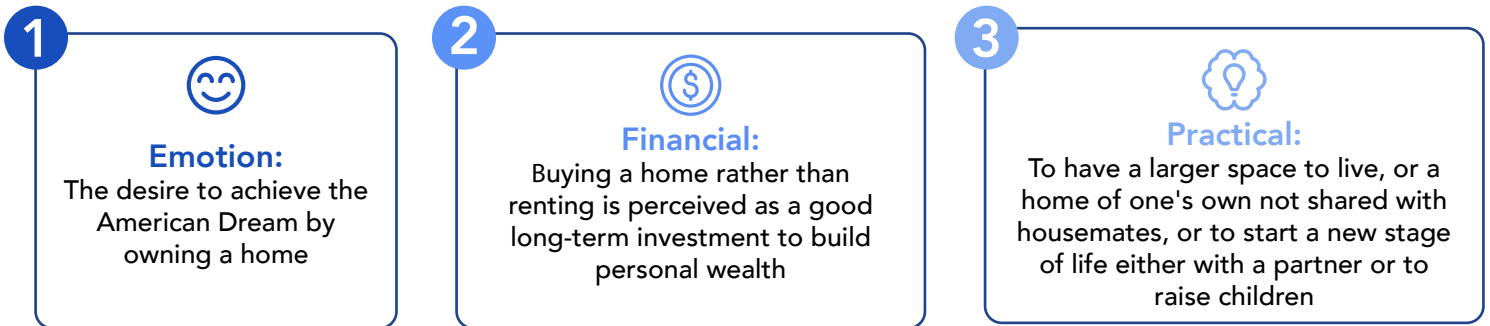 1
Emotion:
The desire to achieve the
American Dream by
owning a home
2
$
Financial:
Buying a home rather than
renting is perceived as a good
long-term investment to build
personal wealth
3
Practical:
To have a larger space to live, or a
home of one's own not shared with
housemates, or to start a new stage
of life either with a partner or to
raise children